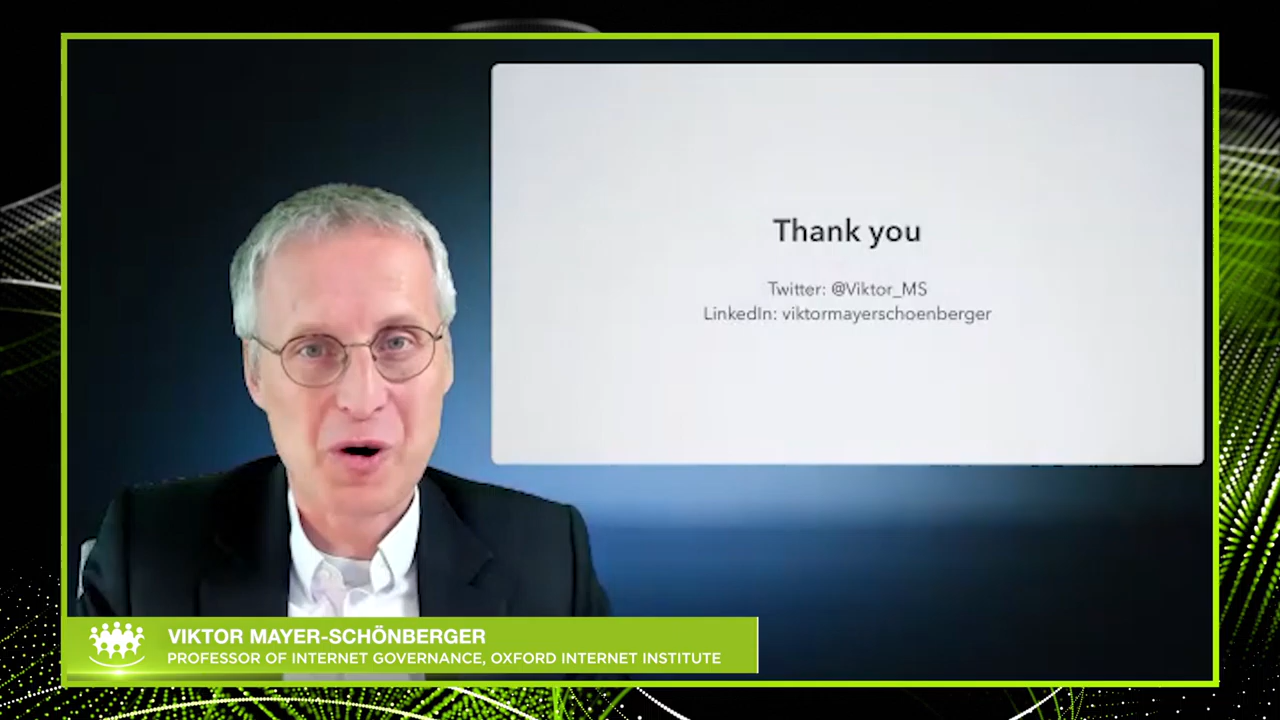 Thank you
Twitter: @Viktor_MS
LinkedIn: viktormayerschoenberger
VIKTOR MAYER-SCHÖNBERGER
PROFESSOR OF INTERNET GOVERNANCE, OXFORD INTERNET INSTITUTE